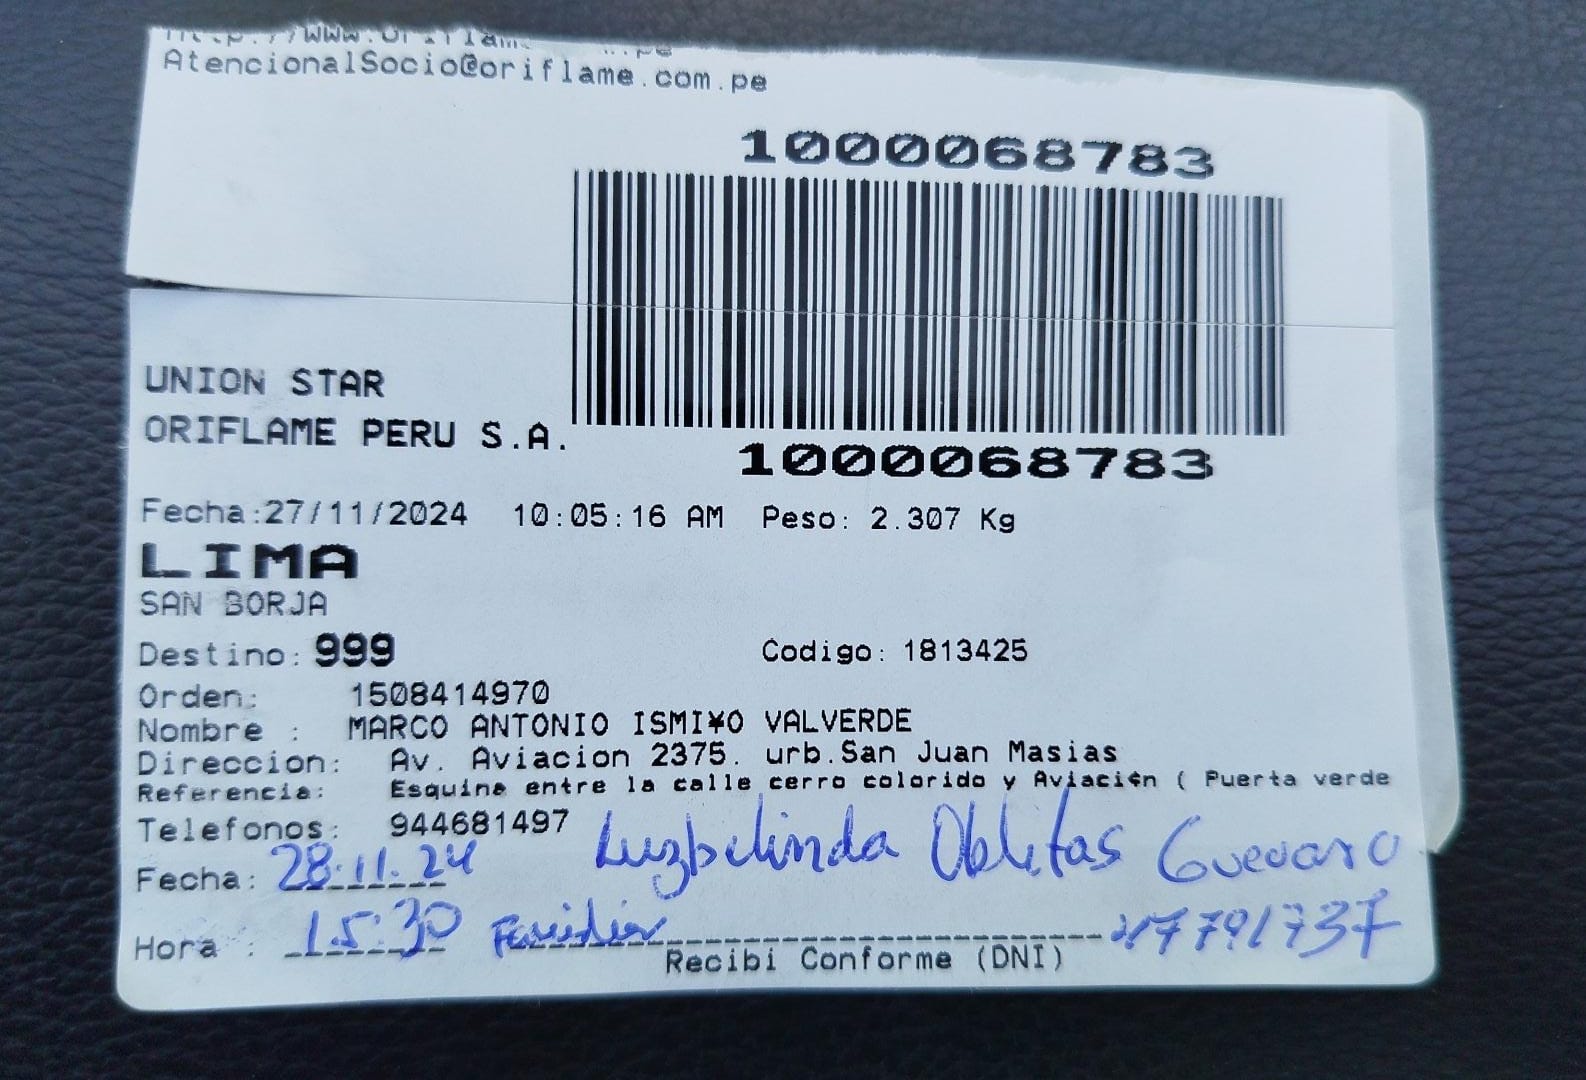 AtencionalSocio@oriflame.com.pe
1000068783
UNION STAR
ORIFLAME PERU S.A.
1000068783
Fecha:27/11/2024 10:05:16 AM Peso: 2.307 Kg
LIMA
SAN BORJA
Destino: 999 Codigo: 1813425
Orden: 1508414970
Nombre : MARCO ANTONIO ISMI¥O VALVERDE
Direccion: Av. Aviacion 2375. urb.San Juan Masias
Referencia: Esquina entre la calle cerro colorido y Aviaci¢n ( Puerta verde
Telefonos: 944681497
Luzbelinda Oblitas Guevara
Fecha: 28.11.24
Hora : 15:30 47791737
Recibi Conforme (DNI)